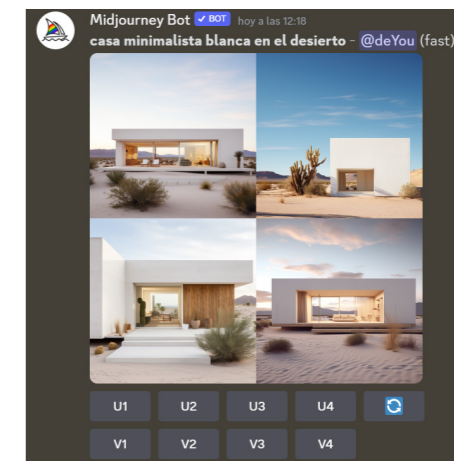 Midjourney Bot ✓ BOT hoy a las 12:18
casa minimalista blanca en el desierto - @deYou (fast)
U1 U2 U3 U4
V1 V2 V3 V4